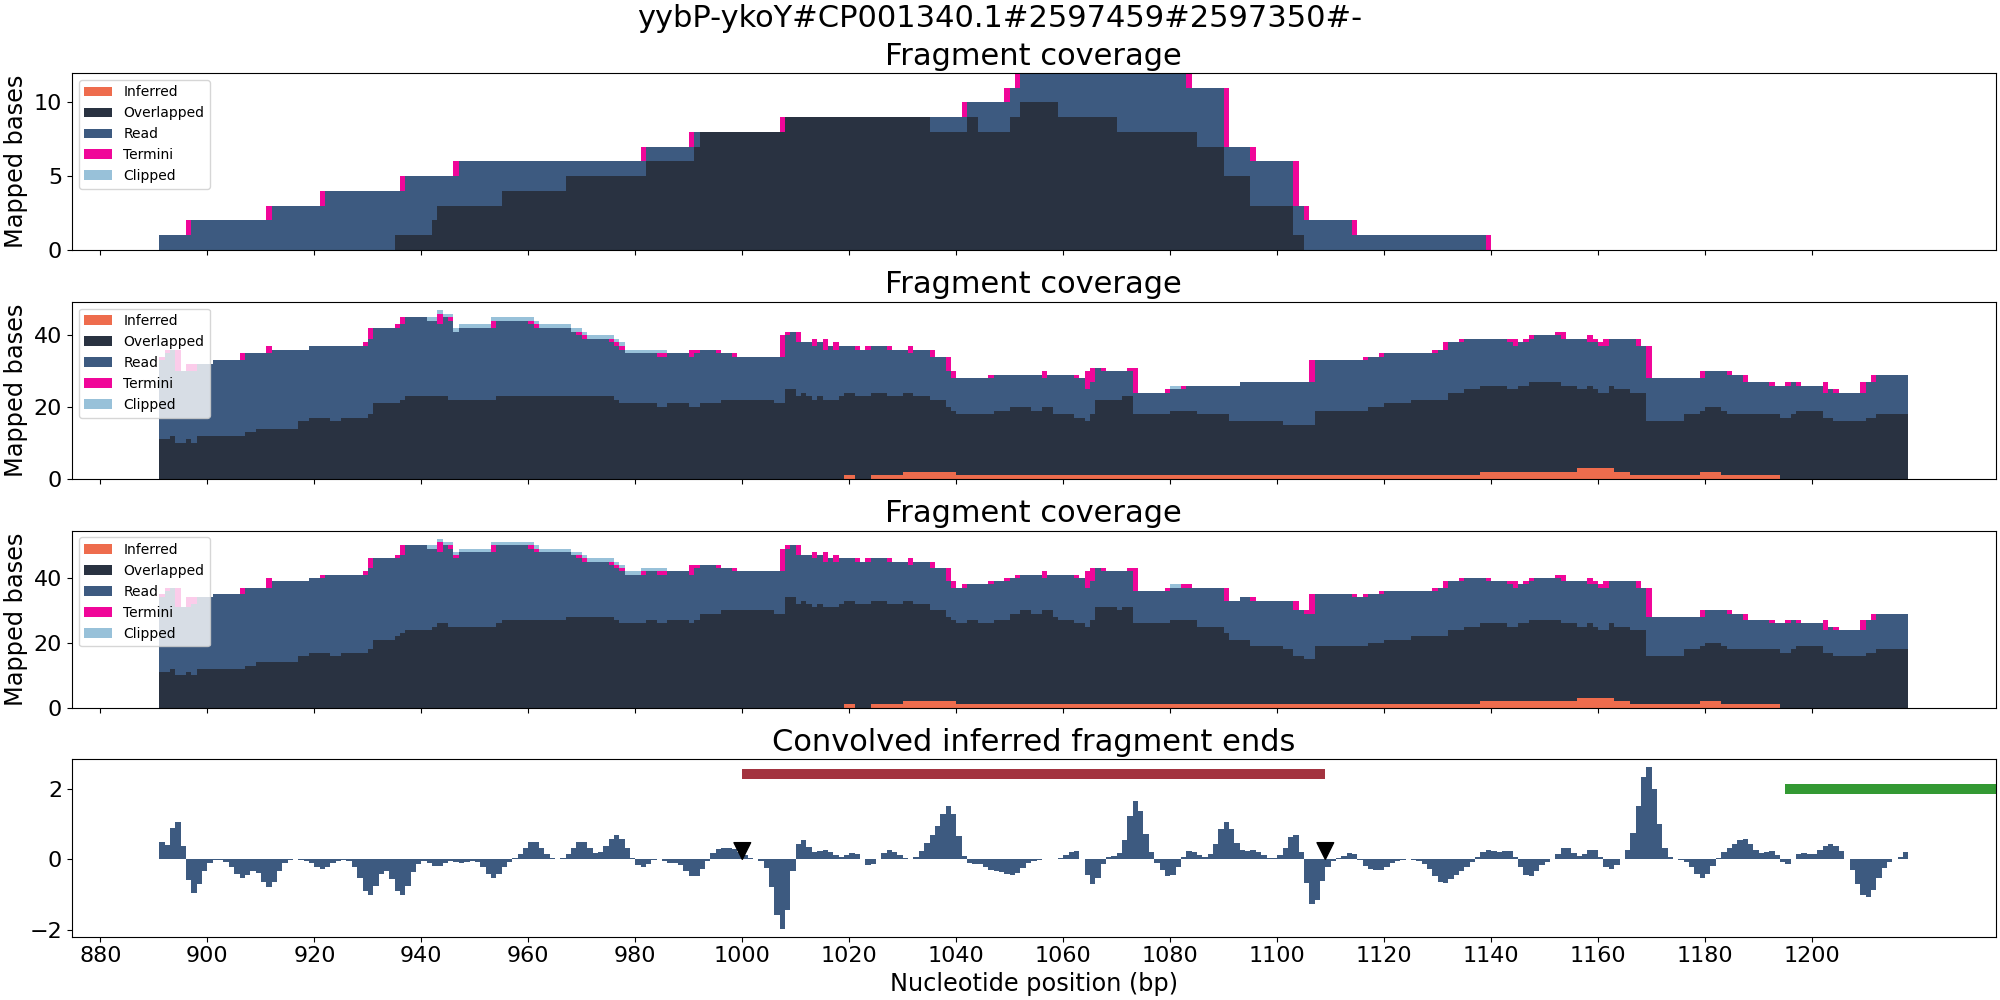 yybP-ykoY#CP001340.1#2597459#2597350#-
Fragment coverage
Mapped bases
10
5
0
Inferred
Overlapped
Read
Termini
Clipped
Fragment coverage
Mapped bases
40
20
0
Inferred
Overlapped
Read
Termini
Clipped
Fragment coverage
Mapped bases
40
20
0
Inferred
Overlapped
Read
Termini
Clipped
Convolved inferred fragment ends
2
0
−2
880 900 920 940 960 980 1000 1020 1040 1060 1080 1100 1120 1140 1160 1180 1200
Nucleotide position (bp)